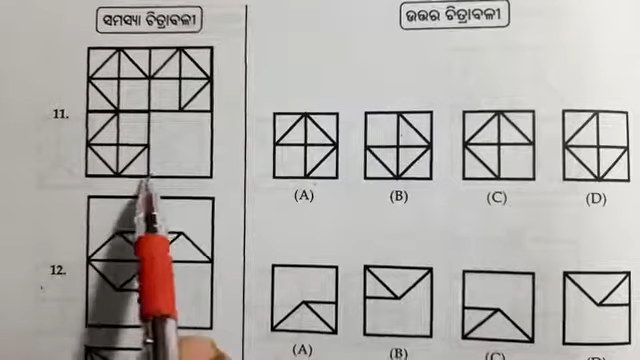 ସମସ୍ୟା ଚିତ୍ରାବଳୀ
ଉତ୍ତର ଚିତ୍ରାବଳୀ
11.
(A) (B) (C) (D)
12.
(A) (B) (C)